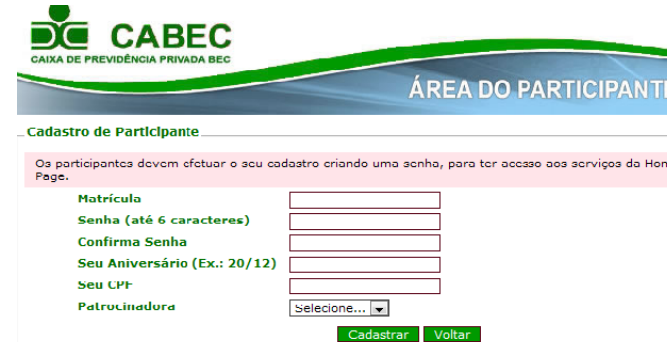 CABEC
CAIXA DE PREVIDÊNCIA PRIVADA BEC
ÁREA DO PARTICIPANTE
Cadastro de Participante
Os participantes devem efetuar o seu cadastro criando uma senha, para ter acesso aos serviços da Hom
Page.
Matrícula
Senha (até 6 caracteres)
Confirma Senha
Seu Aniversário (Ex.: 20/12)
Seu CPF
Patrocinadora Selecione...
Cadastrar Voltar